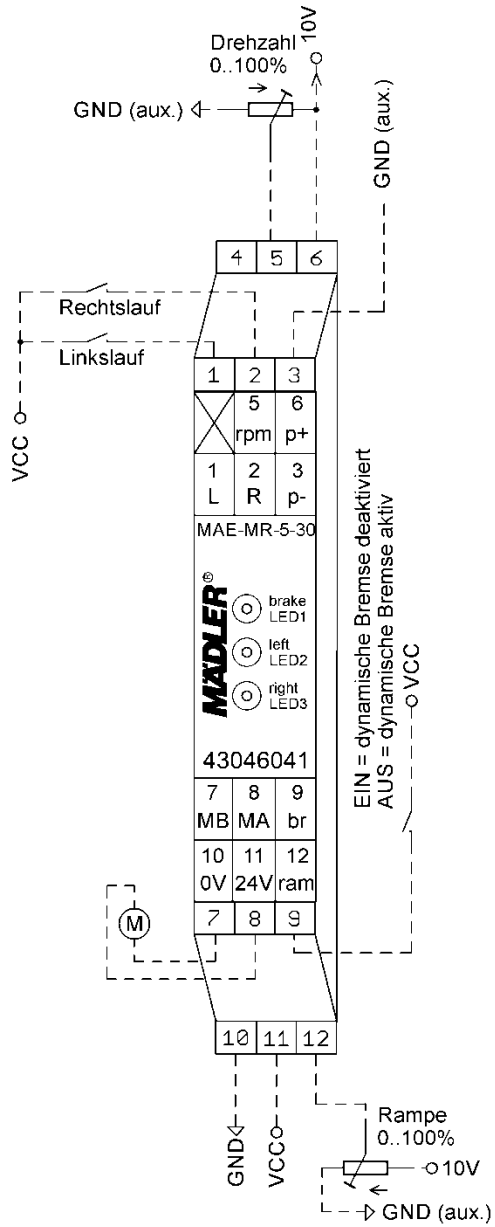 Drehzahl
0..100%
10V
GND (aux.)
GND (aux.)
4 5 6
Rechtslauf
Linkslauf
VCC
1 2 3
5 6
rpm p+
1 2 3
L R p-
MAE-MR-5-30
MÄDLER®
brake
LED1
left
LED2
right
LED3
43046041
EIN = dynamische Bremse deaktiviert
AUS = dynamische Bremse aktiv
VCC
7 8 9
MB MA br
10 11 12
0V 24V ram
7 8 9
M
10 11 12
GND
VCC
Rampe
0..100%
10V
GND (aux.)